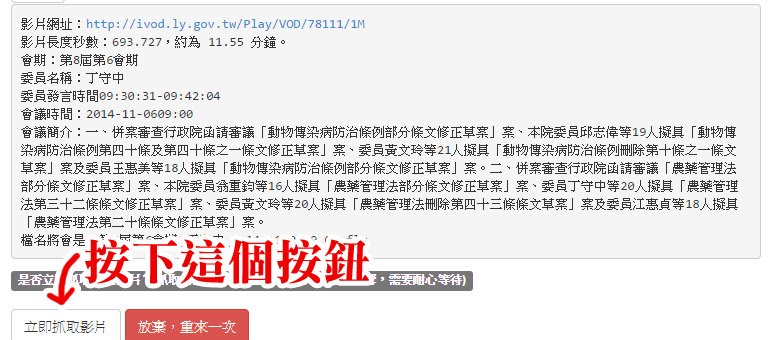 影片網址：http://ivod.ly.gov.tw/Play/VOD/78111/1M
影片長度秒數：693.727，約為 11.55 分鐘。
會期：第8屆第6會期
委員名稱：丁守中
委員發言時間09:30:31-09:42:04
會議時間：2014-11-0609:00
會議簡介：一、併案審查行政院函請審議「動物傳染病防治條例部分條文修正草案」案、本院委員邱志偉等19人擬具「動物傳
染病防治條例第四十條及第四十條之一條文修正草案」案、委員黃文玲等21人擬具「動物傳染病防治條例刪除第十條之一條文
草案」案及委員王惠美等18人擬具「動物傳染病防治條例部分條文修正草案」案。二、併案審查行政院函請審議「農藥管理法
部分條文修正草案」案、本院委員翁重鈞等16人擬具「農藥管理法部分條文修正草案」案、委員丁守中等20人擬具「農藥管理
法第三十二條條文修正草案」案、委員黃文玲等20人擬具「農藥管理法刪除第四十三條條文草案」案及委員江惠貞等18人擬具
「農藥管理法第二十條條文修正草案」案。
檔名將會是
是否立
，需要耐心等待)
按下這個按鈕
立即抓取影片
放棄，重來一次